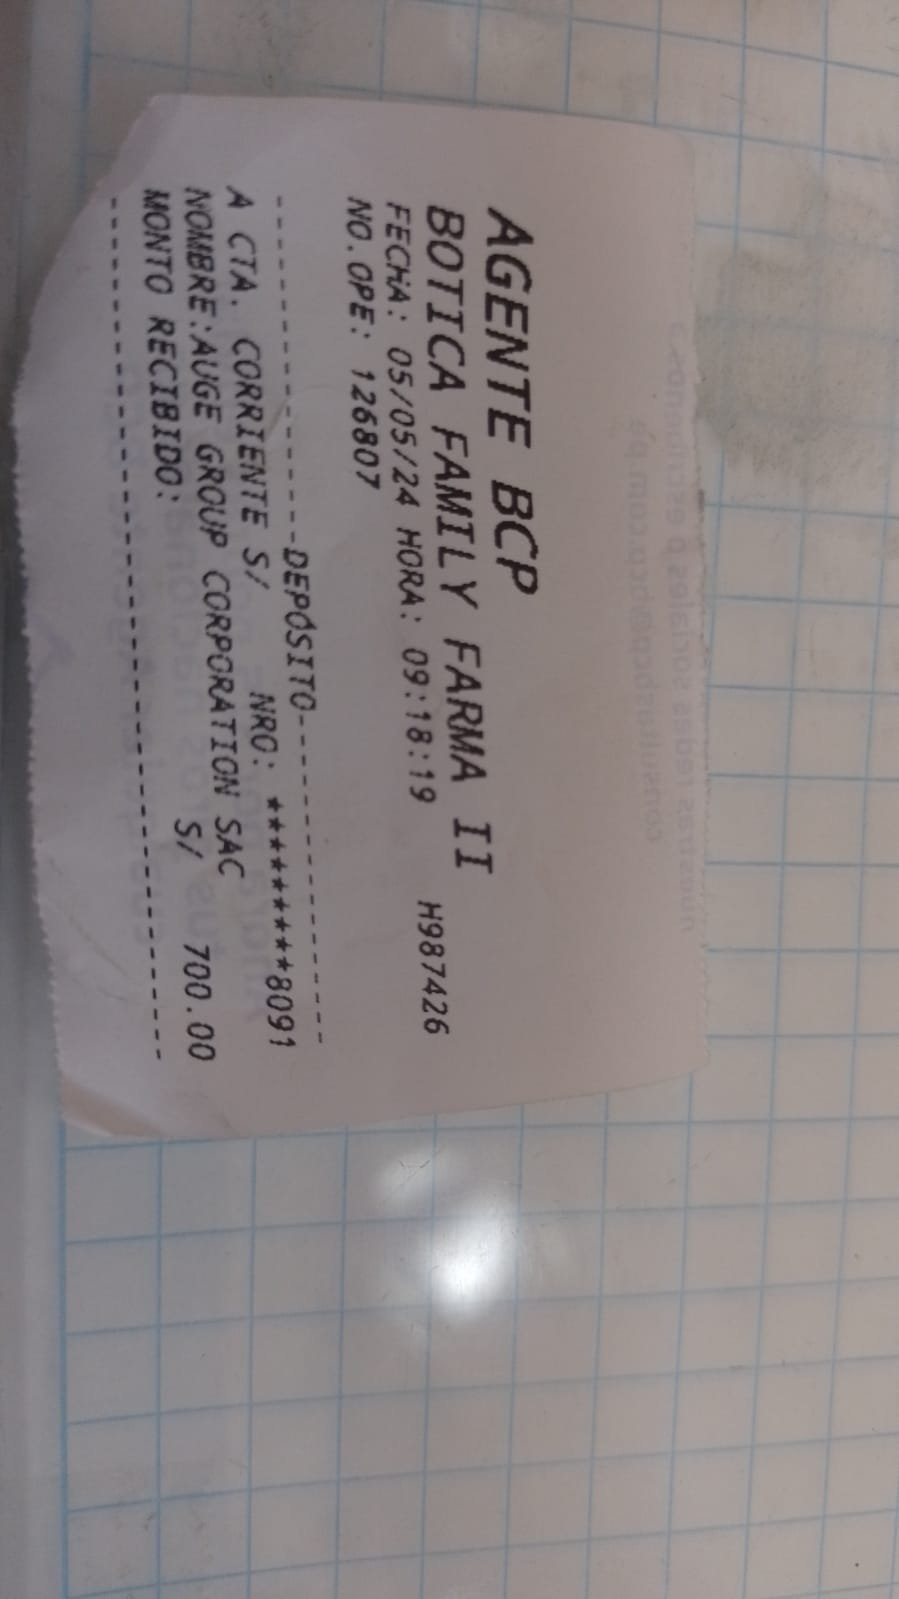 AGENTE BCP
BOTICA FAMILY FARMA II
FECHA: 05/05/24 HORA: 09:18:19 H987426
NO.OPE: 126807
--------------------DEPOSITO--------------------
A CTA. CORRIENTE S/ NRO: *********8091
NOMBRE:AUGE GROUP CORPORATION SAC
MONTO RECIBIDO: S/ 700.00
------------------------------------------------